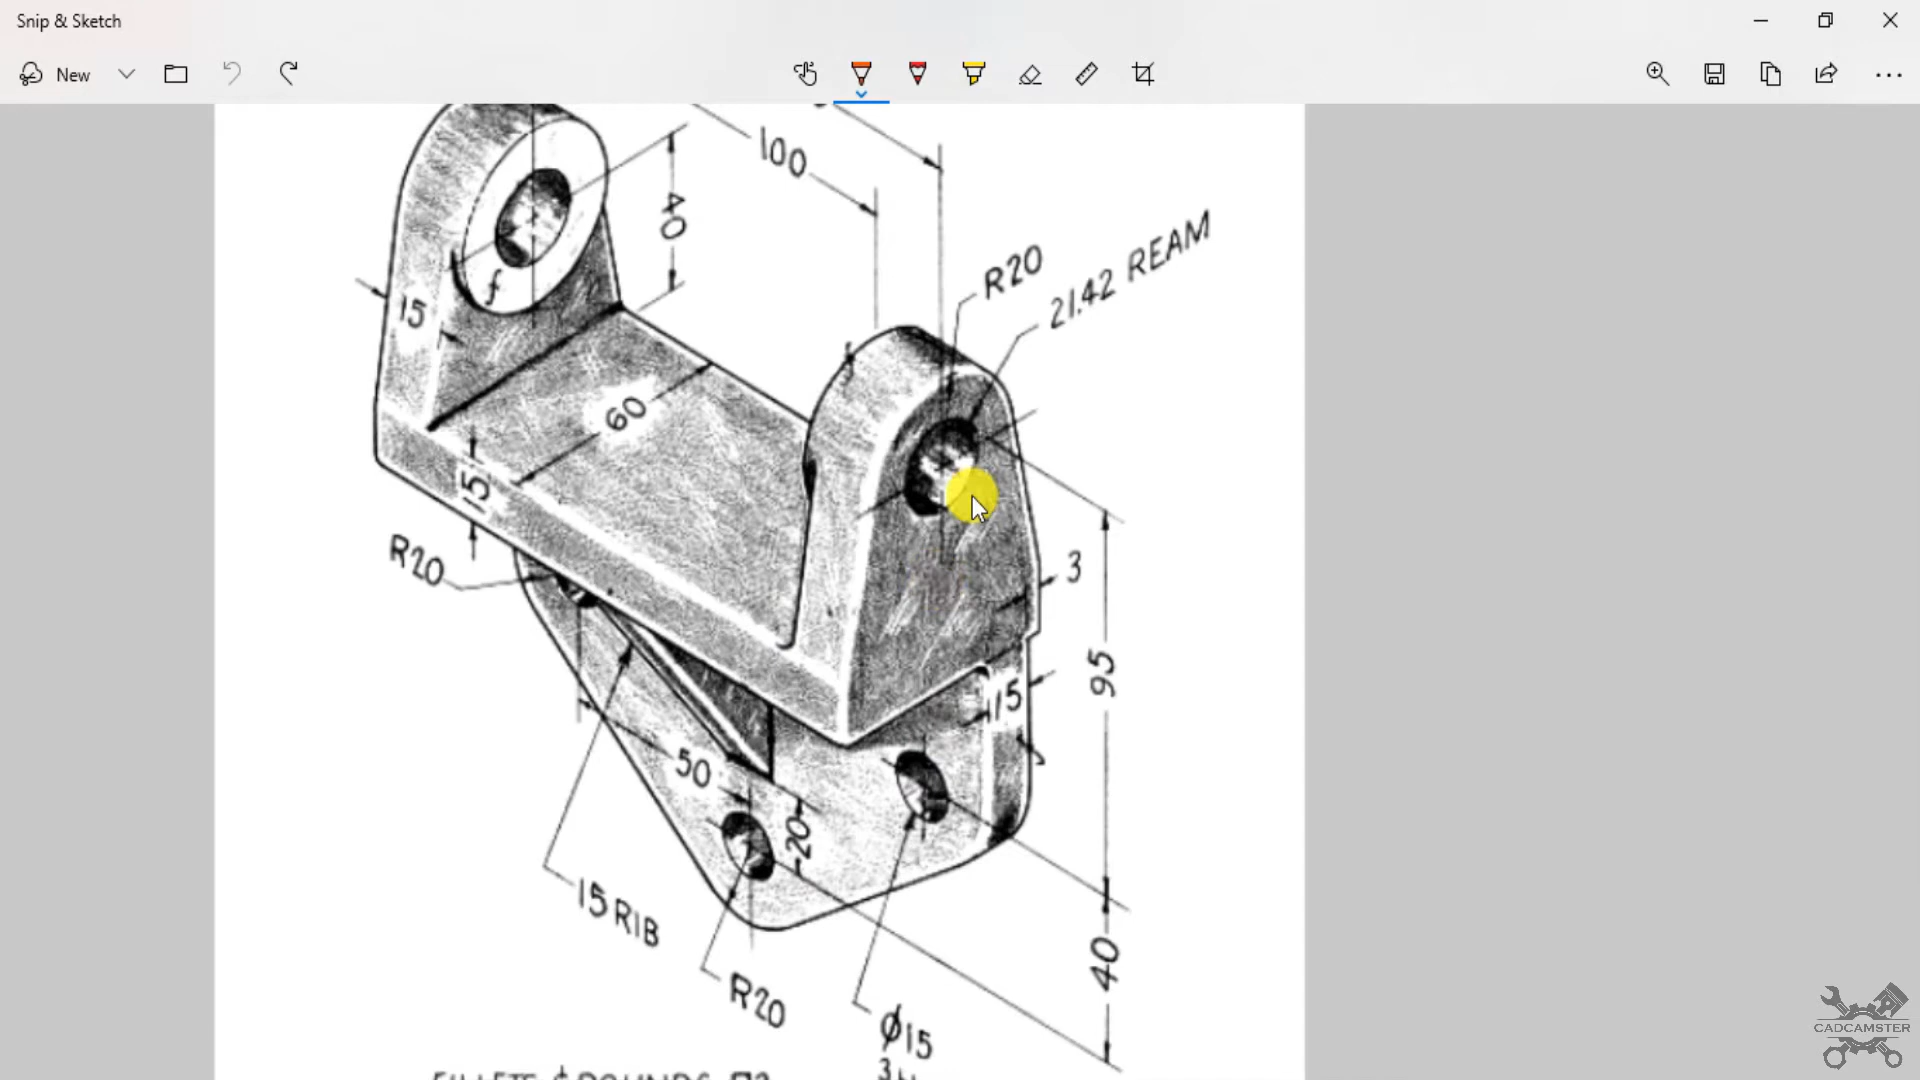 Snip & Sketch
New
100
40
R20
21.42 REAM
15
60
15
R20
3
95
15
50
20
15 RIB
40
R20
ϕ15
CADCAMSTER